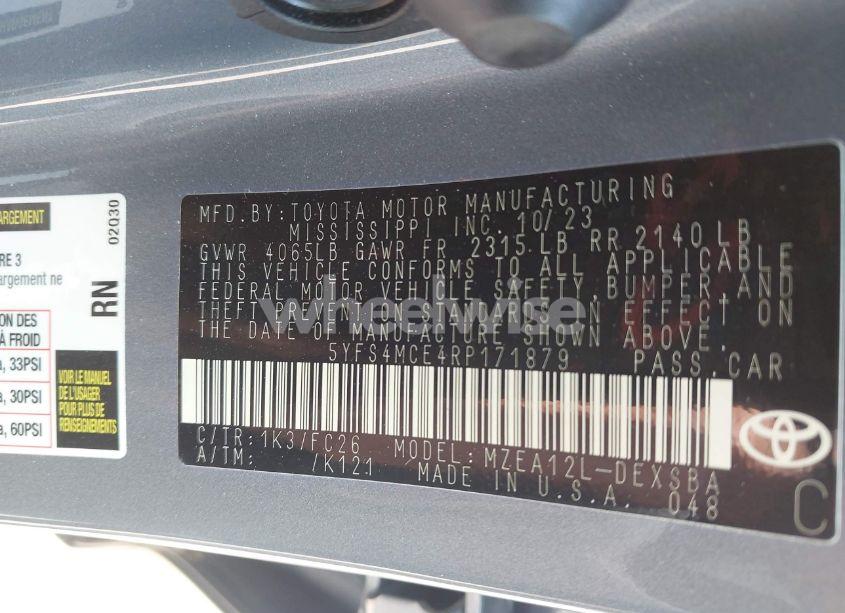 ARGEMENT
RE 3
argement ne
ON DES
À FROID
a, 33PSI
a, 30PSI
a, 60PSI
VOIR LE MANUEL
DE L'USAGER
POUR PLUS DE
RENSEIGNEMENTS
RN
02030
MFD. BY: TOYOTA MOTOR MANUFACTURING
MISSISSIPPI INC. 10/23
GVWR 4065LB GAWR FR 2315 LB RR 2140 LB
THIS VEHICLE CONFORMS TO ALL APPLICABLE
FEDERAL MOTOR VEHICLE SAFETY, BUMPER, AND
THEFT PREVENTION STANDARDS IN EFFECT ON
THE DATE OF MANUFACTURE SHOWN ABOVE.
5YFS4MCE4RP171879 PASS. CAR
C/TR: 1K3/FC26 MODEL: MZEA12L-DEXSBA
A/TM: /K121 MADE IN U.S.A. 048
C
wheelwise